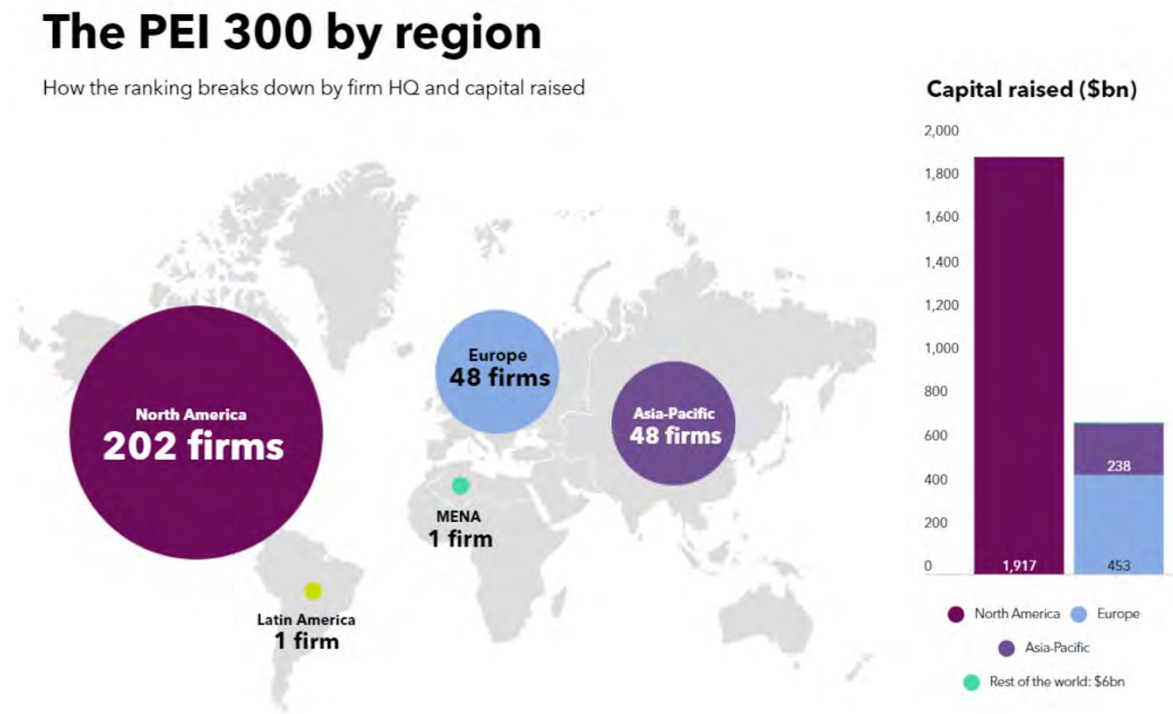 The PEI 300 by region
How the ranking breaks down by firm HQ and capital raised
North America
202 firms
Europe
48 firms
Asia-Pacific
48 firms
MENA
1 firm
Latin America
1 firm
Capital raised ($bn)
2,000
1,800
1,600
1,400
1,200
1,000
800
600
400
200
0
1,917
238
453
North America
Europe
Asia-Pacific
Rest of the world: $6bn